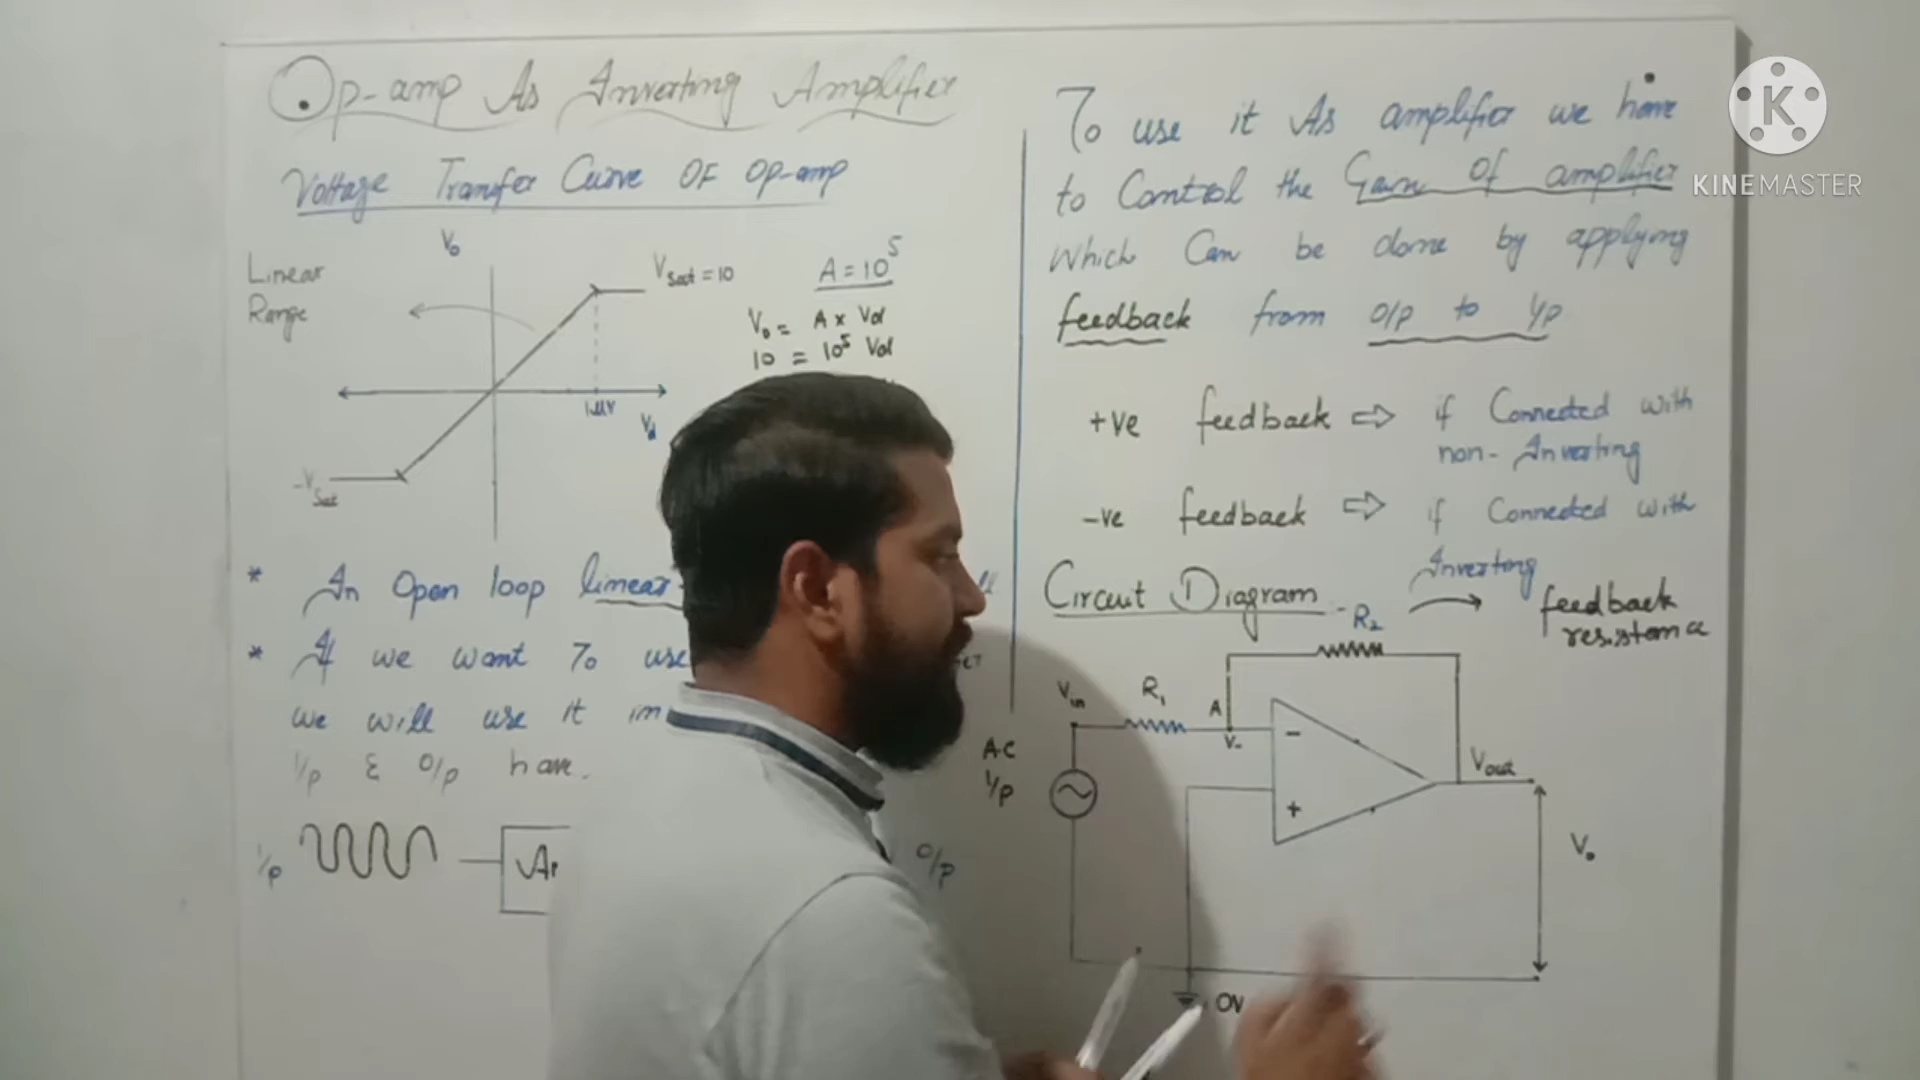 Op-amp As Inverting Amplifier
Voltage Transfer Curve OF Op-amp
Linear
Range
Vo
Vsat = 10
A = 10^5
Vo = A x Vd
10 = 10^5 Vd
1μV
Vd
-Vsat
* In Open loop linear
* If we want To use
we will use it in
I/p & O/p have
I/p
O/p
To use it As amplifier we have
to Control the Gain Of amplifier
Which Can be done by applying
feedback from O/p to I/p
+ve feedback ⇨ if Connected with
non-Inverting
-ve feedback ⇨ if Connected with
Inverting
Circuit Diagram :-
R2 → feedback
resistance
Vin
R1
A
V-
-
+
AC
I/p
Vout
Vo
0V
KINEMASTER